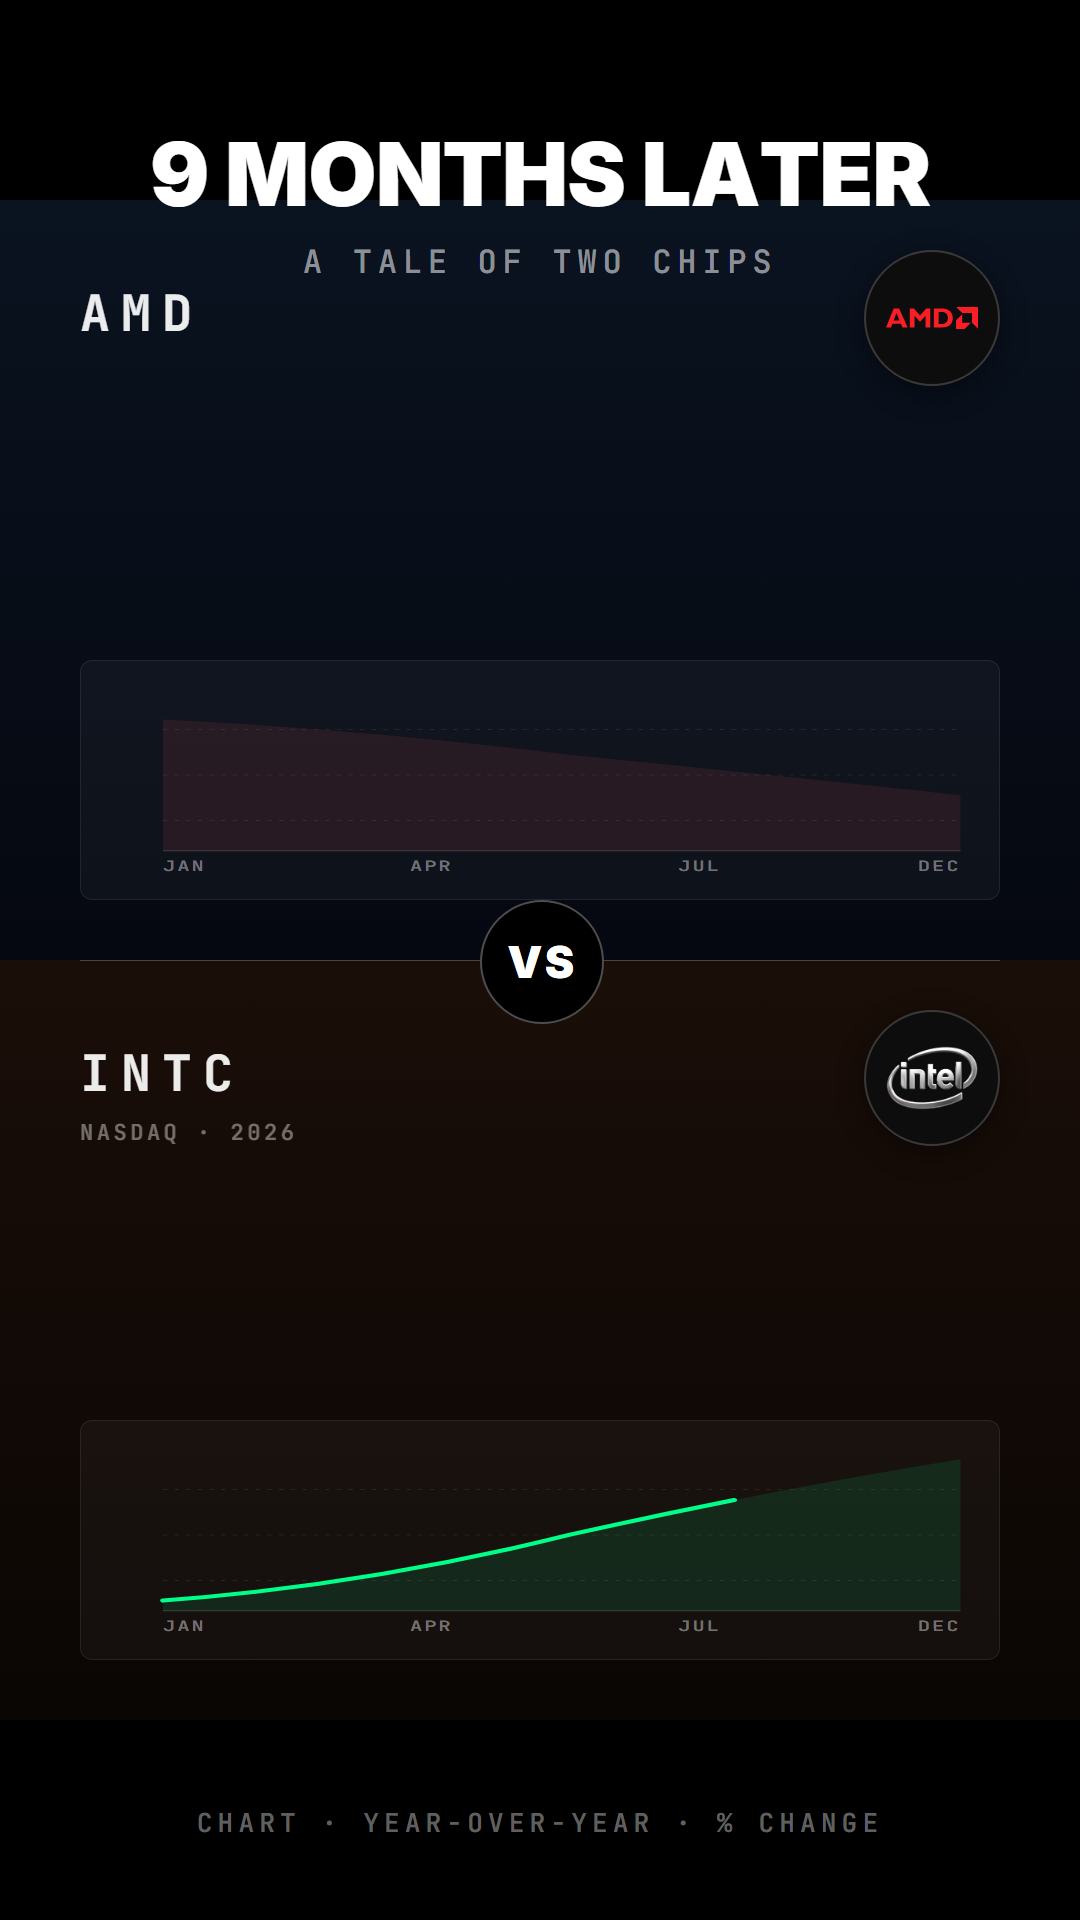 9 MONTHS LATER
A TALE OF TWO CHIPS
AMD
AMD
JAN APR JUL DEC
VS
INTC
intel
NASDAQ · 2026
JAN APR JUL DEC
CHART · YEAR-OVER-YEAR · % CHANGE